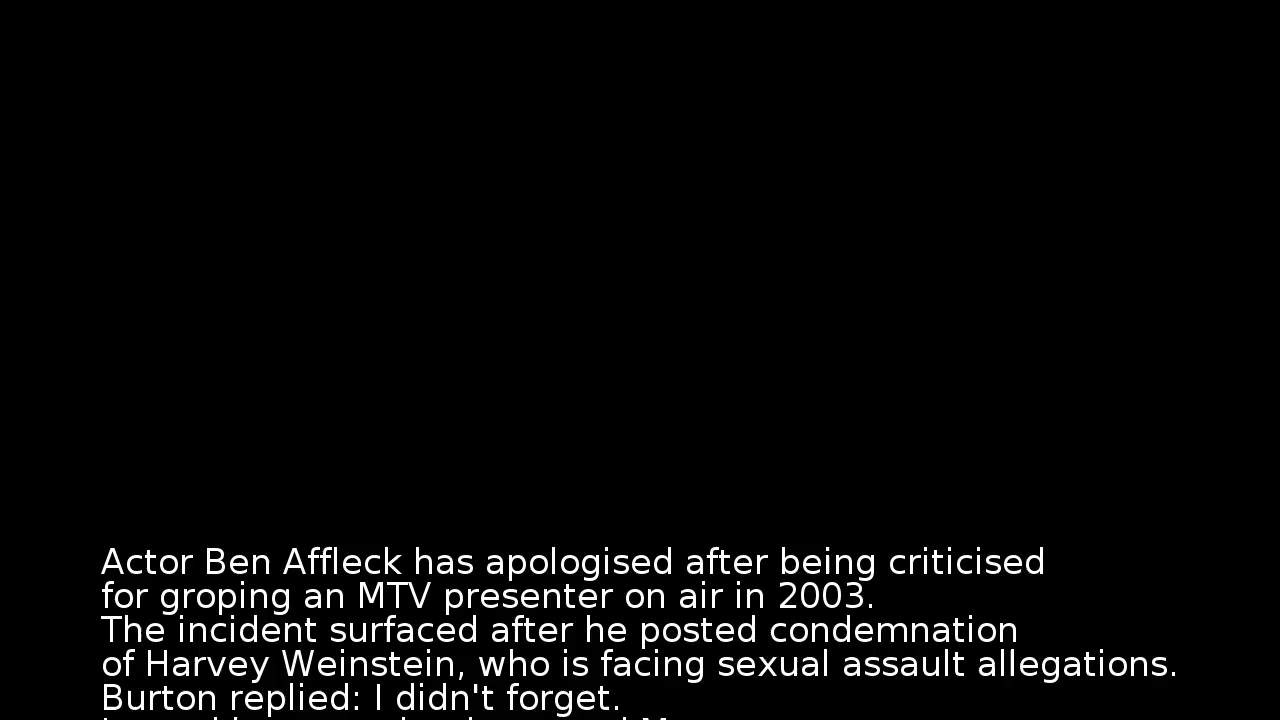 Actor Ben Affleck has apologised after being criticised
for groping an MTV presenter on air in 2003.
The incident surfaced after he posted condemnation
of Harvey Weinstein, who is facing sexual assault allegations.
Burton replied: I didn't forget.